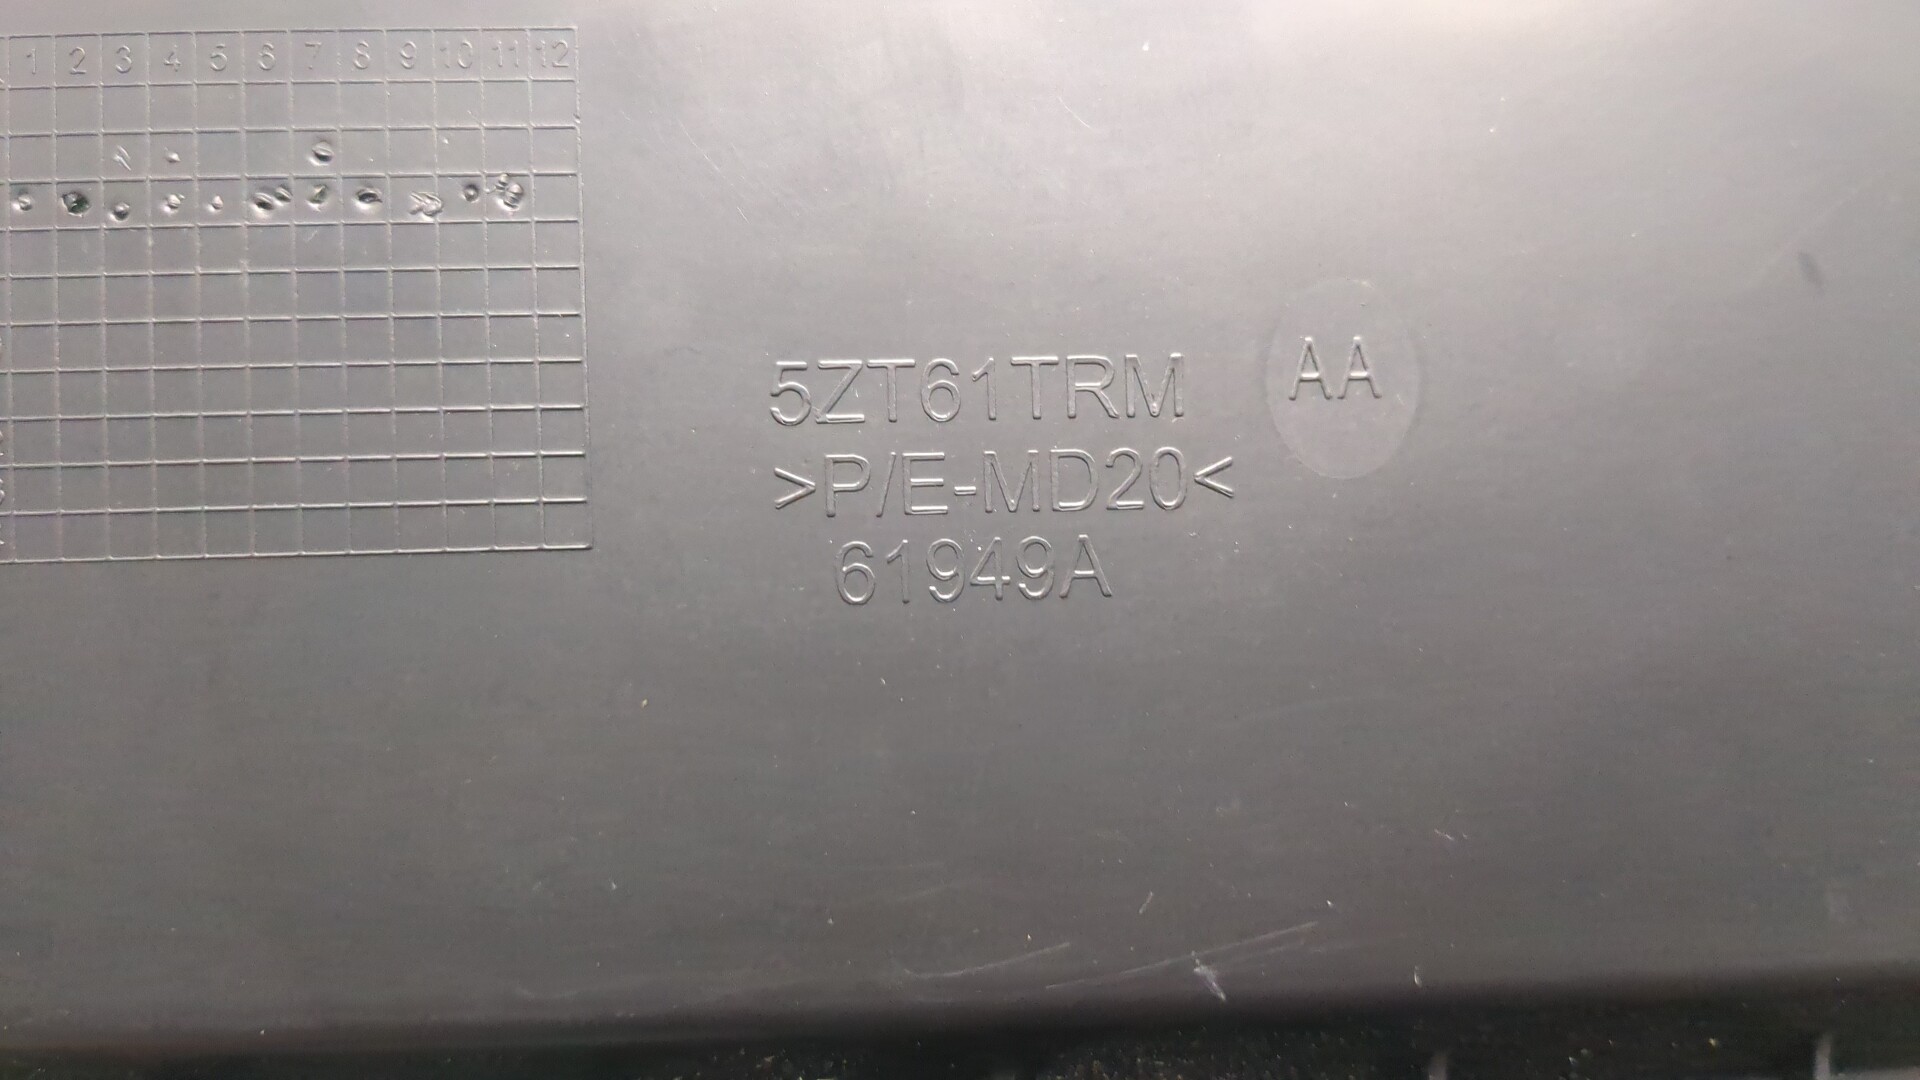 1 2 3 4 5 6 7 8 9 10 11 12
5ZT61TRM AA
>P/E-MD20<
61949A